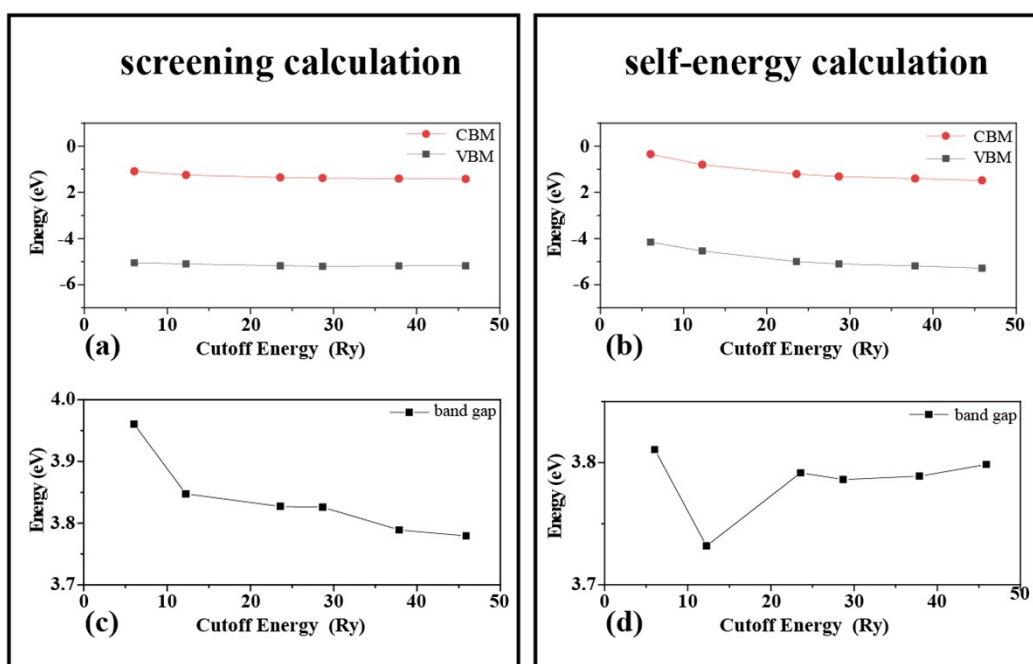 screening calculation
CBM
VBM
0
2
-4
-6
Energy (eV)
0 10 20 30 40 50
(a)
Cutoff Energy (Ry)
4.0
3.9
3.8
3.7
Energy (eV)
band gap
0 10 20 30 40 50
(c)
Cutoff Energy (Ry)
self-energy calculation
CBM
VBM
0
2
-4
-6
Energy (eV)
0 10 20 30 40 50
(b)
Cutoff Energy (Ry)
3.8
3.7
Energy (eV)
band gap
0 10 20 30 40 50
(d)
Cutoff Energy (Ry)